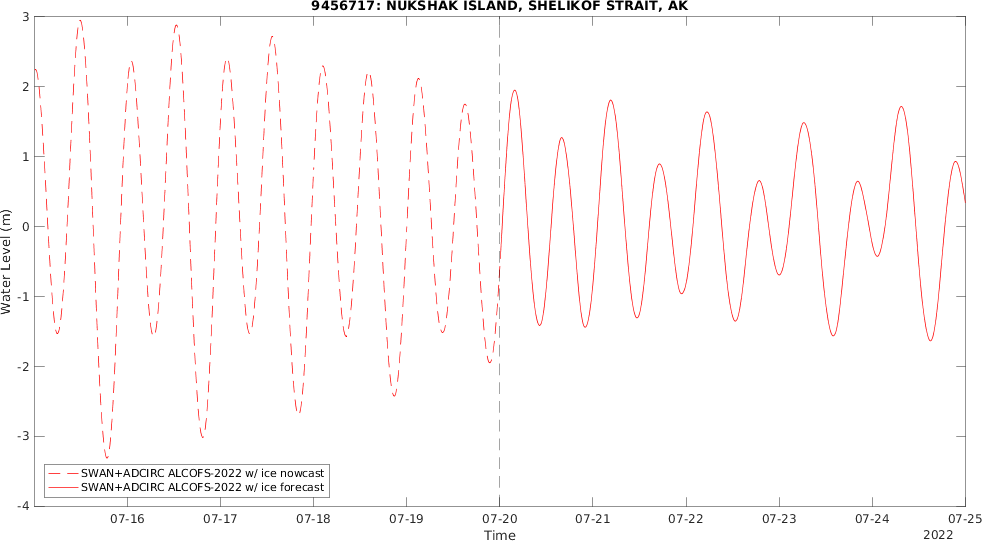 9456717: NUKSHAK ISLAND, SHELIKOF STRAIT, AK
3
2
1
0
-1
-2
-3
-4
Water Level (m)
SWAN+ADCIRC ALCOFS-2022 w/ ice nowcast
SWAN+ADCIRC ALCOFS-2022 w/ ice forecast
07-16 07-17 07-18 07-19 07-20 07-21 07-22 07-23 07-24 07-25
Time
2022